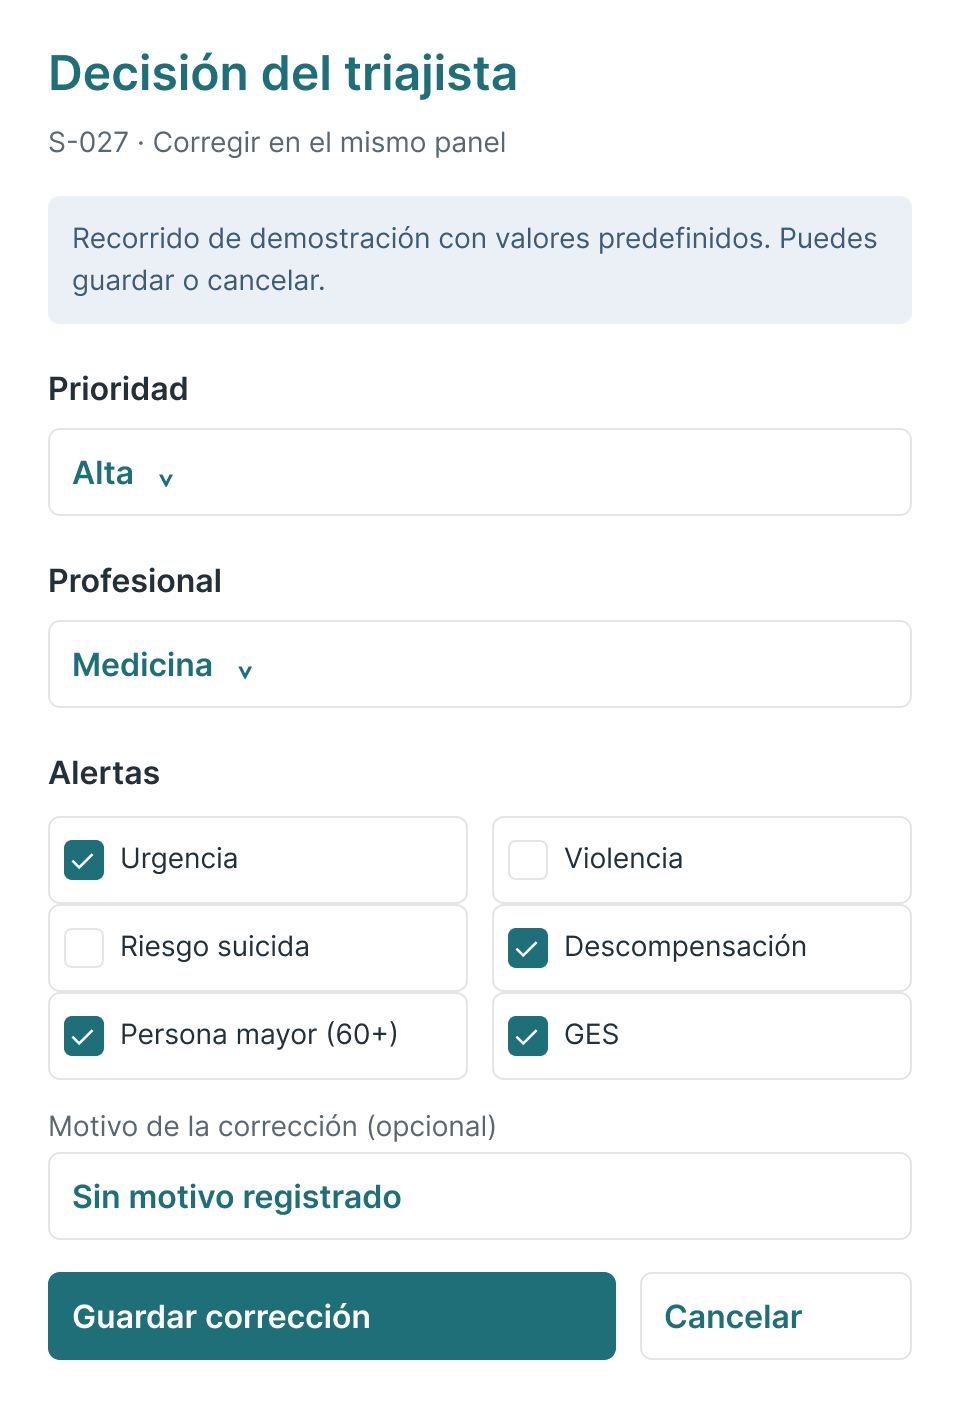 Decisión del triajista
S-027 · Corregir en el mismo panel
Recorrido de demostración con valores predefinidos. Puedes
guardar o cancelar.
Prioridad
Alta v
Profesional
Medicina v
Alertas
Urgencia
Violencia
Riesgo suicida
Descompensación
Persona mayor (60+)
GES
Motivo de la corrección (opcional)
Sin motivo registrado
Guardar corrección
Cancelar